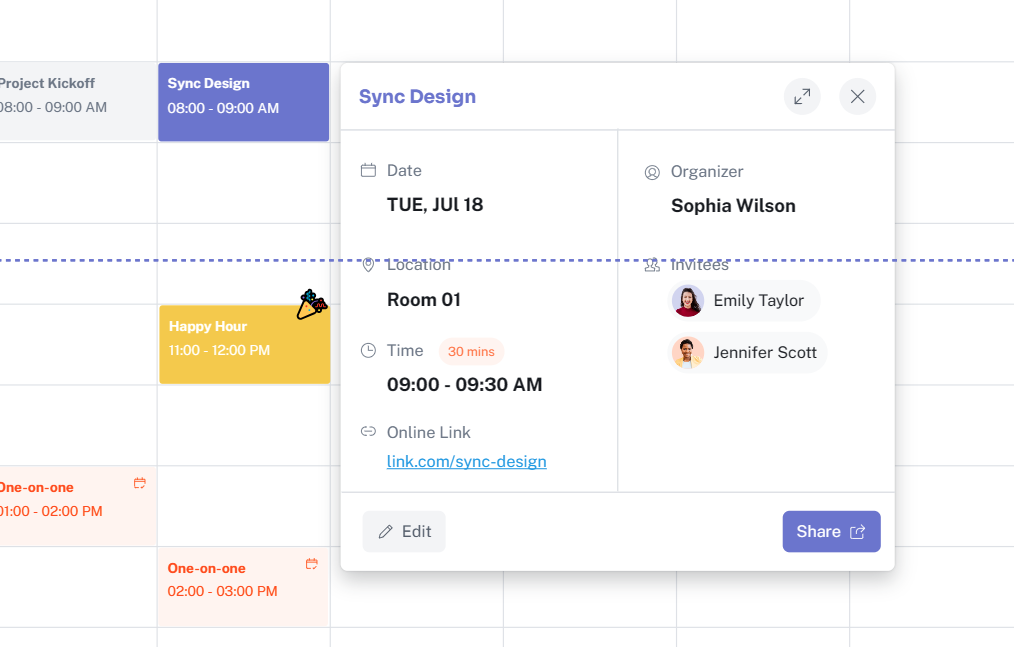 Project Kickoff
08:00 - 09:00 AM
Sync Design
08:00 - 09:00 AM
Happy Hour
11:00 - 12:00 PM
One-on-one
01:00 - 02:00 PM
One-on-one
02:00 - 03:00 PM
Sync Design
Date
TUE, JUl 18
Location
Room 01
Time 30 mins
09:00 - 09:30 AM
Online Link
link.com/sync-design
Organizer
Sophia Wilson
Invitees
Emily Taylor
Jennifer Scott
Edit
Share